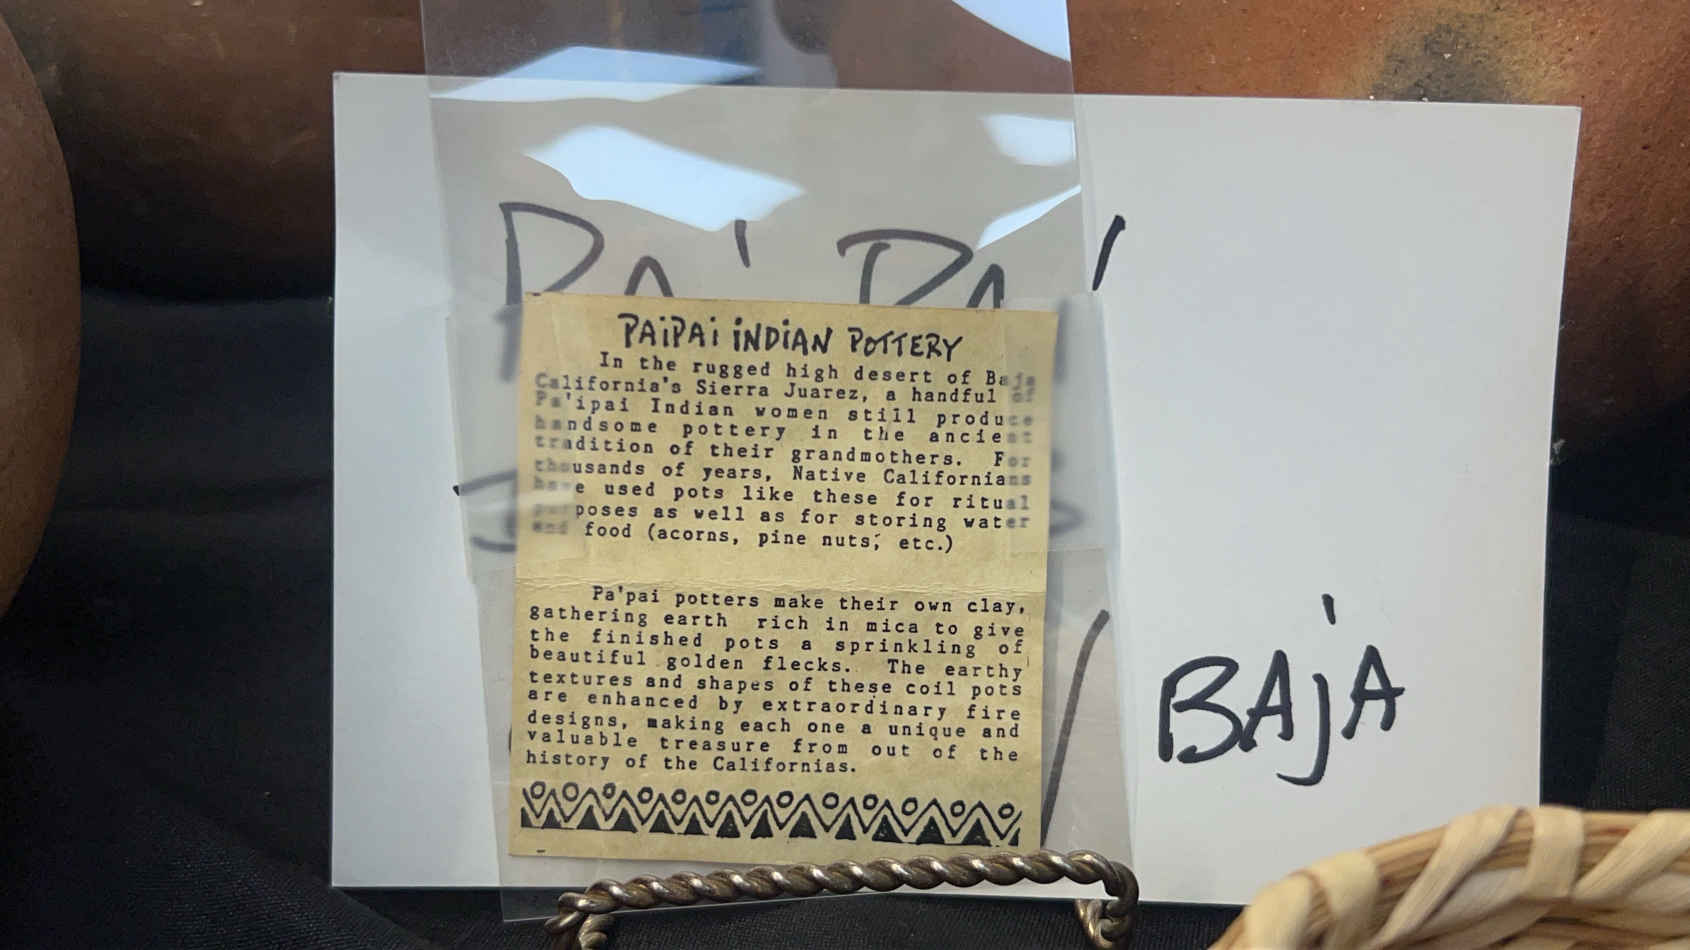 PA' PA'
PAiPAi iNDiAN POTTERY
In the rugged high desert of Baja
California's Sierra Juarez, a handful of
Pa'ipai Indian women still produce
handsome pottery in the ancient
tradition of their grandmothers. For
thousands of years, Native Californians
have used pots like these for ritual
purposes as well as for storing water
and food (acorns, pine nuts, etc.)
Pa'pai potters make their own clay,
gathering earth rich in mica to give
the finished pots a sprinkling of
beautiful golden flecks. The earthy
textures and shapes of these coil pots
are enhanced by extraordinary fire
designs, making each one a unique and
valuable treasure from out of the
history of the Californias.
/ BAjA